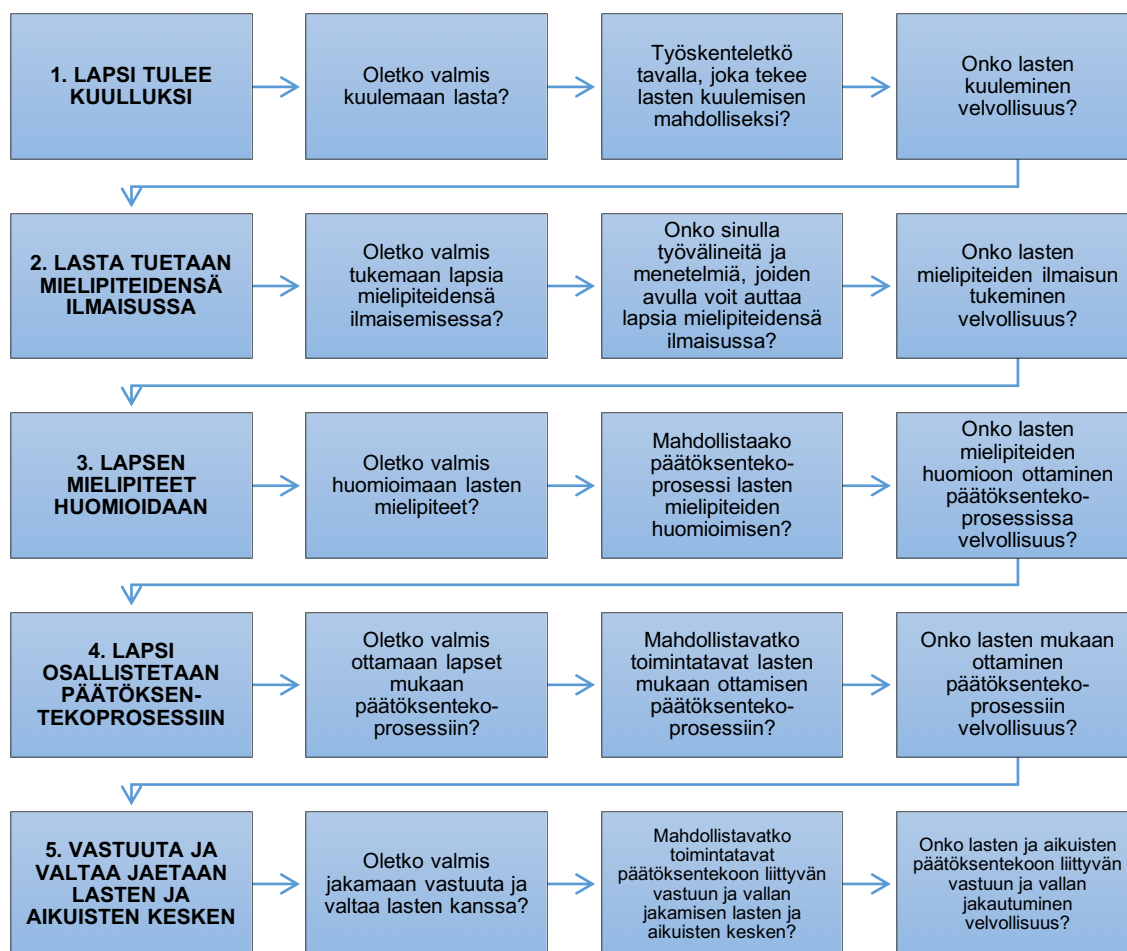 1. LAPSI TULEE
KUULLUKSI
Oletko valmis
kuulemaan lasta?
Työskenteletkö
tavalla, joka tekee
lasten kuulemisen
mahdolliseksi?
Onko lasten
kuuleminen
velvollisuus?
2. LASTA TUETAAN
MIELIPITEIDENSÄ
ILMAISUSSA
Oletko valmis
tukemaan lapsia
mielipiteidensä
ilmaisemisessa?
Onko sinulla
työvälineitä ja
menetelmiä, joiden
avulla voit auttaa
lapsia mielipiteidensä
ilmaisussa?
Onko lasten
mielipiteiden ilmaisun
tukeminen
velvollisuus?
3. LAPSEN
MIELIPITEET
HUOMIOIDAAN
Oletko valmis
huomioimaan lasten
mielipiteet?
Mahdollistaako
päätöksenteko-
prosessi lasten
mielipiteiden
huomioimisen?
Onko lasten
mielipiteiden
huomioon ottaminen
päätöksenteko-
prosessissa
velvollisuus?
4. LAPSI
OSALLISTETAAN
PÄÄTÖKSEN-
TEKOPROSESSIIN
Oletko valmis
ottamaan lapset
mukaan
päätöksenteko-
prosessiin?
Mahdollistavatko
toimintatavat lasten
mukaan ottamisen
päätöksenteko-
prosessiin?
Onko lasten mukaan
ottaminen
päätöksenteko-
prosessiin
velvollisuus?
5. VASTUUTA JA
VALTAA JAETAAN
LASTEN JA
AIKUISTEN KESKEN
Oletko valmis
jakamaan vastuuta ja
valtaa lasten kanssa?
Mahdollistavatko
toimintatavat
päätöksentekoon liittyvän
vastuun ja vallan
jakamisen lasten ja
aikuisten kesken?
Onko lasten ja aikuisten
päätöksentekoon liittyvän
vastuun ja vallan
jakautuminen
velvollisuus?